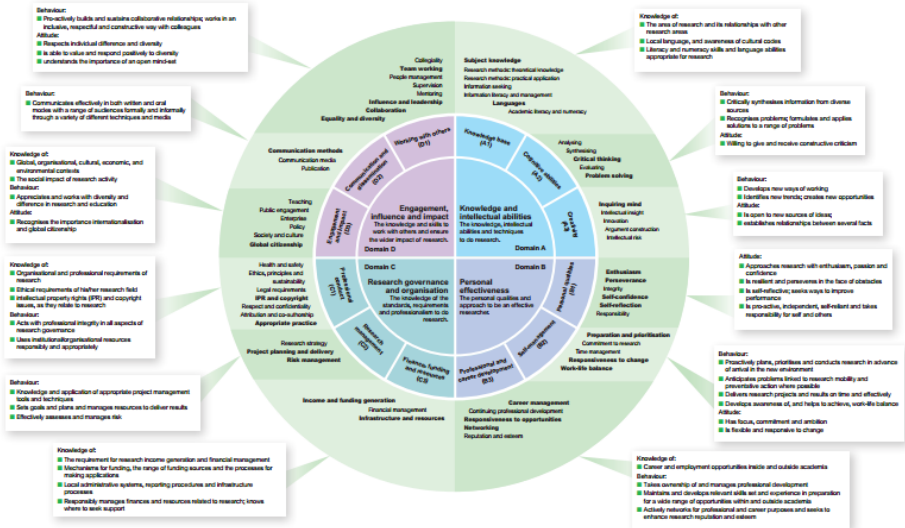 Behaviour:
Pro-actively builds and sustains collaborative relationships; works in an
inclusive, respectful and constructive way with colleagues
Attitude:
Respects individual difference and diversity
is able to value and respond positively to diversity
understands the importance of an open mind-set
Behaviour:
Communicates effectively in both written and oral
modes with a range of audiences formally and informally
through a variety of different techniques and media
Knowledge of:
Global, organisational, cultural, economic, and
environmental contexts
The social impact of research activity
Behaviour:
Appreciates and works with diversity and
difference in research and education
Attitude:
Recognises the importance internationalisation
and global citizenship
Knowledge of:
Organisational and professional requirements of
research
Ethical requirements of his/her research field
intellectual property rights (IPR) and copyright
issues, as they relate to research
Behaviour:
Acts with professional integrity in all aspects of
research governance
Uses institutional/organisational resources
responsibly and appropriately
Behaviour:
Knowledge and application of appropriate project management
tools and techniques
Sets goals and plans and manages resources to deliver results
Effectively assesses and manages risk
Knowledge of:
The requirement for research income generation and financial management
Mechanisms for funding, the range of funding sources and the processes for
making applications
Local administrative systems, reporting procedures and infrastructure
processes
Responsibly manages finances and resources related to research; knows
where to seek support
Collegiality
Team working
People management
Supervision
Mentoring
Influence and leadership
Collaboration
Equality and diversity
Communication methods
Communication media
Publication
Teaching
Public engagement
Enterprise
Policy
Society and culture
Global citizenship
Health and safety
Ethics, principles and
sustainability
Legal requirements
IPR and copyright
Respect and confidentiality
Attribution and co-authorship
Appropriate practice
Research strategy
Project planning and delivery
Risk management
Income and funding generation
Financial management
Infrastructure and resources
Working with others
(D1)
Communication and
dissemination
(D2)
Engagement
and impact
(D3)
Engagement,
influence and impact
The knowledge and skills to
work with others and ensure
the wider impact of research.
Domain D
Knowledge base
(A1)
Cognitive abilities
(A2)
Creativity
(A3)
Knowledge and
intellectual abilities
The knowledge, intellectual
abilities and techniques
to do research.
Domain A
Domain C
Research governance
and organisation
The knowledge of the
standards, requirements
and professionalism to do
research.
Professional
conduct
(C1)
Research
management
(C2)
Finance, funding
and resources
(C3)
Domain B
Personal
effectiveness
The personal qualities and
approach to be an effective
researcher.
Personal qualities
(B1)
Self-management
(B2)
Professional and
career development
(B3)
Subject knowledge
Research methods: theoretical knowledge
Research methods: practical application
Information seeking
Information literacy and management
Languages
Academic literacy and numeracy
Analysing
Synthesising
Critical thinking
Evaluating
Problem solving
Inquiring mind
Intellectual insight
Innovation
Argument construction
Intellectual risk
Enthusiasm
Perseverance
Integrity
Self-confidence
Self-reflection
Responsibility
Preparation and prioritisation
Commitment to research
Time management
Responsiveness to change
Work-life balance
Career management
Continuing professional development
Responsiveness to opportunities
Networking
Reputation and esteem
Knowledge of:
The area of research and its relationships with other
research areas
Local language, and awareness of cultural codes
Literacy and numeracy skills and language abilities
appropriate for research
Behaviour:
Critically synthesises information from diverse
sources
Recognises problems; formulates and applies
solutions to a range of problems
Attitude:
Willing to give and receive constructive criticism
Behaviour:
Develops new ways of working
Identifies new trends; creates new opportunities
Attitude:
Is open to new sources of ideas;
establishes relationships between several facts
Attitude:
Approaches research with enthusiasm, passion and
confidence
Is resilient and perseveres in the face of obstacles
Is self-reflective; seeks ways to improve
performance
Is pro-active, independent, self-reliant and takes
responsibility for self and others
Behaviour:
Proactively plans, prioritises and conducts research in advance
of arrival in the new environment
Anticipates problems linked to research mobility and
preventative action where possible
Delivers research projects and results on time and effectively
Develops awareness of, and helps to achieve, work-life balance
Attitude:
Has focus, commitment and ambition
Is flexible and responsive to change
Knowledge of:
Career and employment opportunities inside and outside academia
Behaviour:
Takes ownership of and manages professional development
Maintains and develops relevant skills set and experience in preparation
for a wide range of opportunities within and outside academia
Actively networks for professional and career purposes and seeks to
enhance research reputation and esteem